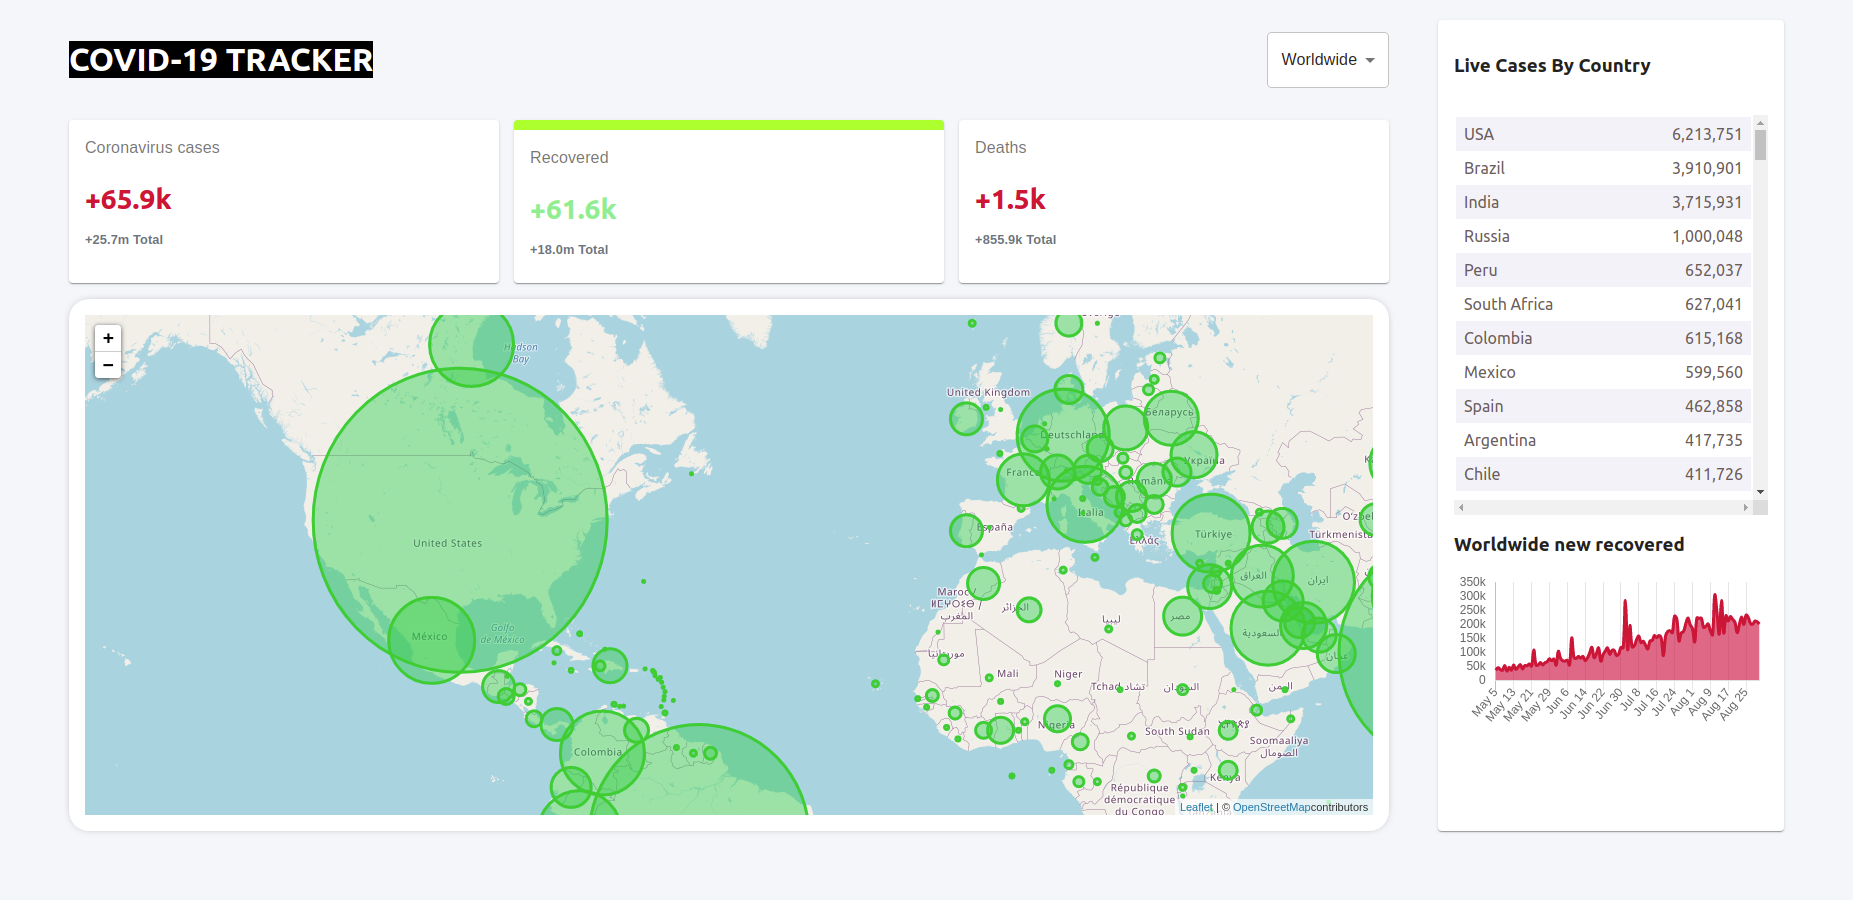 COVID-19 TRACKER
Worldwide
Coronavirus cases
+65.9k
+25.7m Total
Recovered
+61.6k
+18.0m Total
Deaths
+1.5k
+855.9k Total
+
−
Hudson
Bay
United Kingdom
Беларусь
Deutschland
France
Україна
România
Italia
España
Ελλάς
Türkiye
Türkmenista
United States
México
Golfo
de México
Maroc
ⵍⵎⵖⵔⵉⴱ
المغرب
الجزائر
ليبيا
مصر
العراق
ایران
السعودية
عمان
موريتانيا
Mali
Niger
Tchad تشاد
السودان
اليمن
Nigeria
South Sudan
Soomaaliya
الصومال
Colombia
Kenya
République
démocratique
du Congo
Leaflet | © OpenStreetMapcontributors
Live Cases By Country
USA 6,213,751
Brazil 3,910,901
India 3,715,931
Russia 1,000,048
Peru 652,037
South Africa 627,041
Colombia 615,168
Mexico 599,560
Spain 462,858
Argentina 417,735
Chile 411,726
Worldwide new recovered
350k
300k
250k
200k
150k
100k
50k
0
May 5
May 13
May 21
May 29
Jun 6
Jun 14
Jun 22
Jun 30
Jul 8
Jul 16
Jul 24
Aug 1
Aug 9
Aug 17
Aug 25